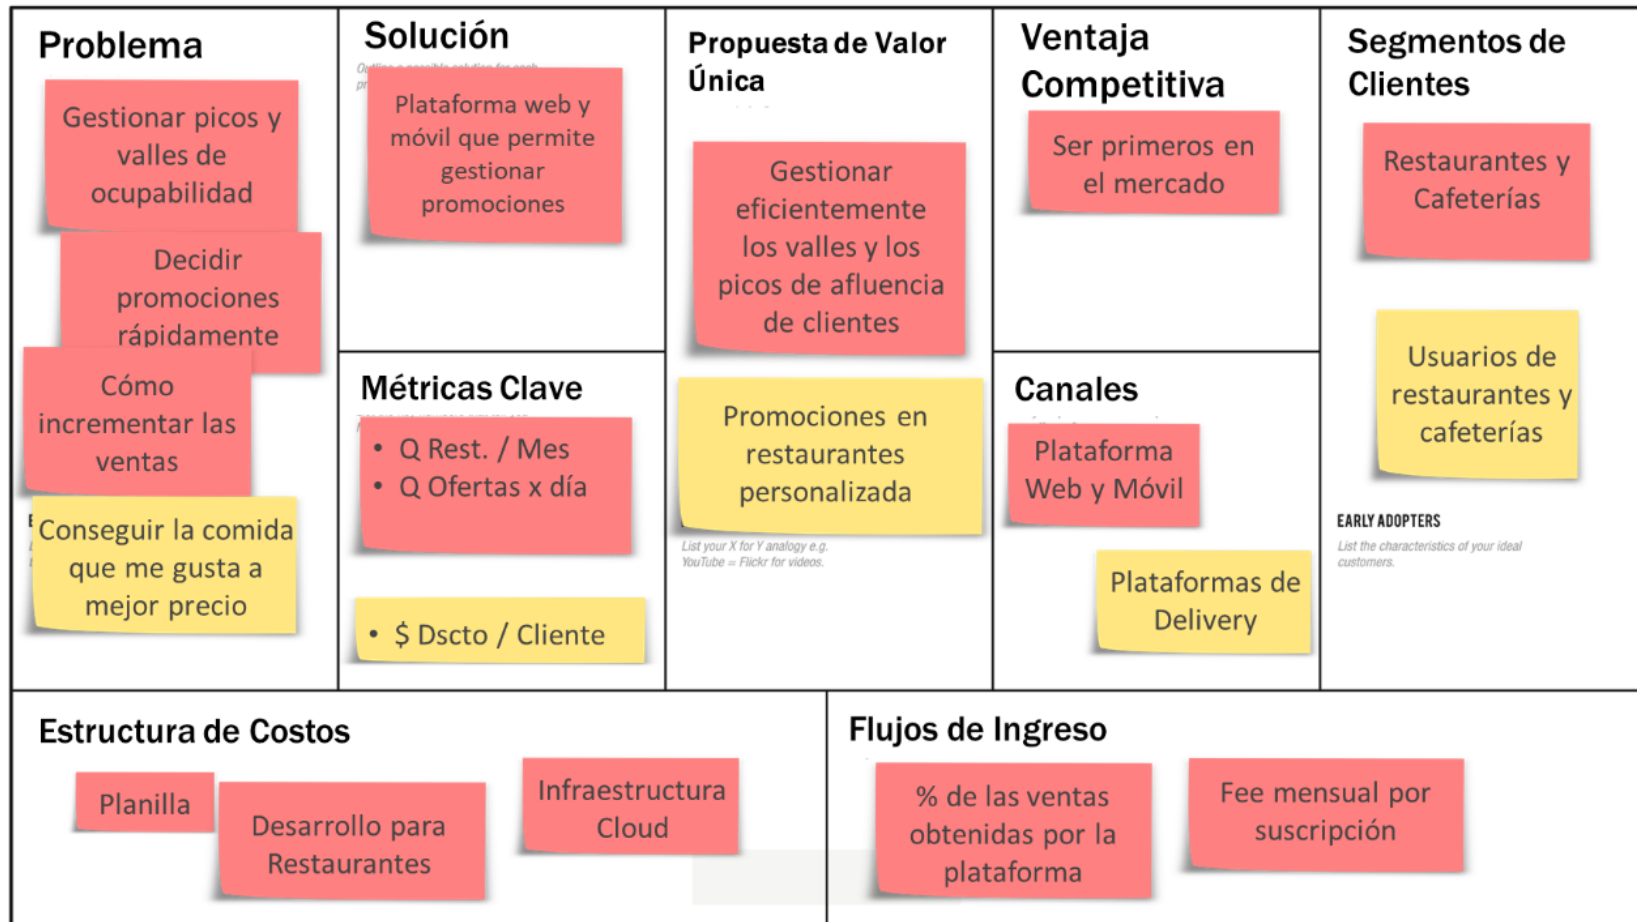 Problema
Gestionar picos y
valles de
ocupabilidad
Decidir
promociones
rápidamente
Cómo
incrementar las
ventas
Conseguir la comida
que me gusta a
mejor precio
Solución
Plataforma web y
móvil que permite
gestionar
promociones
Métricas Clave
• Q Rest. / Mes
• Q Ofertas x día
• $ Dscto / Cliente
Propuesta de Valor
Única
Gestionar
eficientemente
los valles y los
picos de afluencia
de clientes
Promociones en
restaurantes
personalizada
List your X for Y analogy e.g.
YouTube = Flickr for videos.
Ventaja
Competitiva
Ser primeros en
el mercado
Canales
Plataforma
Web y Móvil
Plataformas de
Delivery
Segmentos de
Clientes
Restaurantes y
Cafeterías
Usuarios de
restaurantes y
cafeterías
EARLY ADOPTERS
List the characteristics of your ideal
customers.
Estructura de Costos
Planilla
Desarrollo para
Restaurantes
Infraestructura
Cloud
Flujos de Ingreso
% de las ventas
obtenidas por la
plataforma
Fee mensual por
suscripción